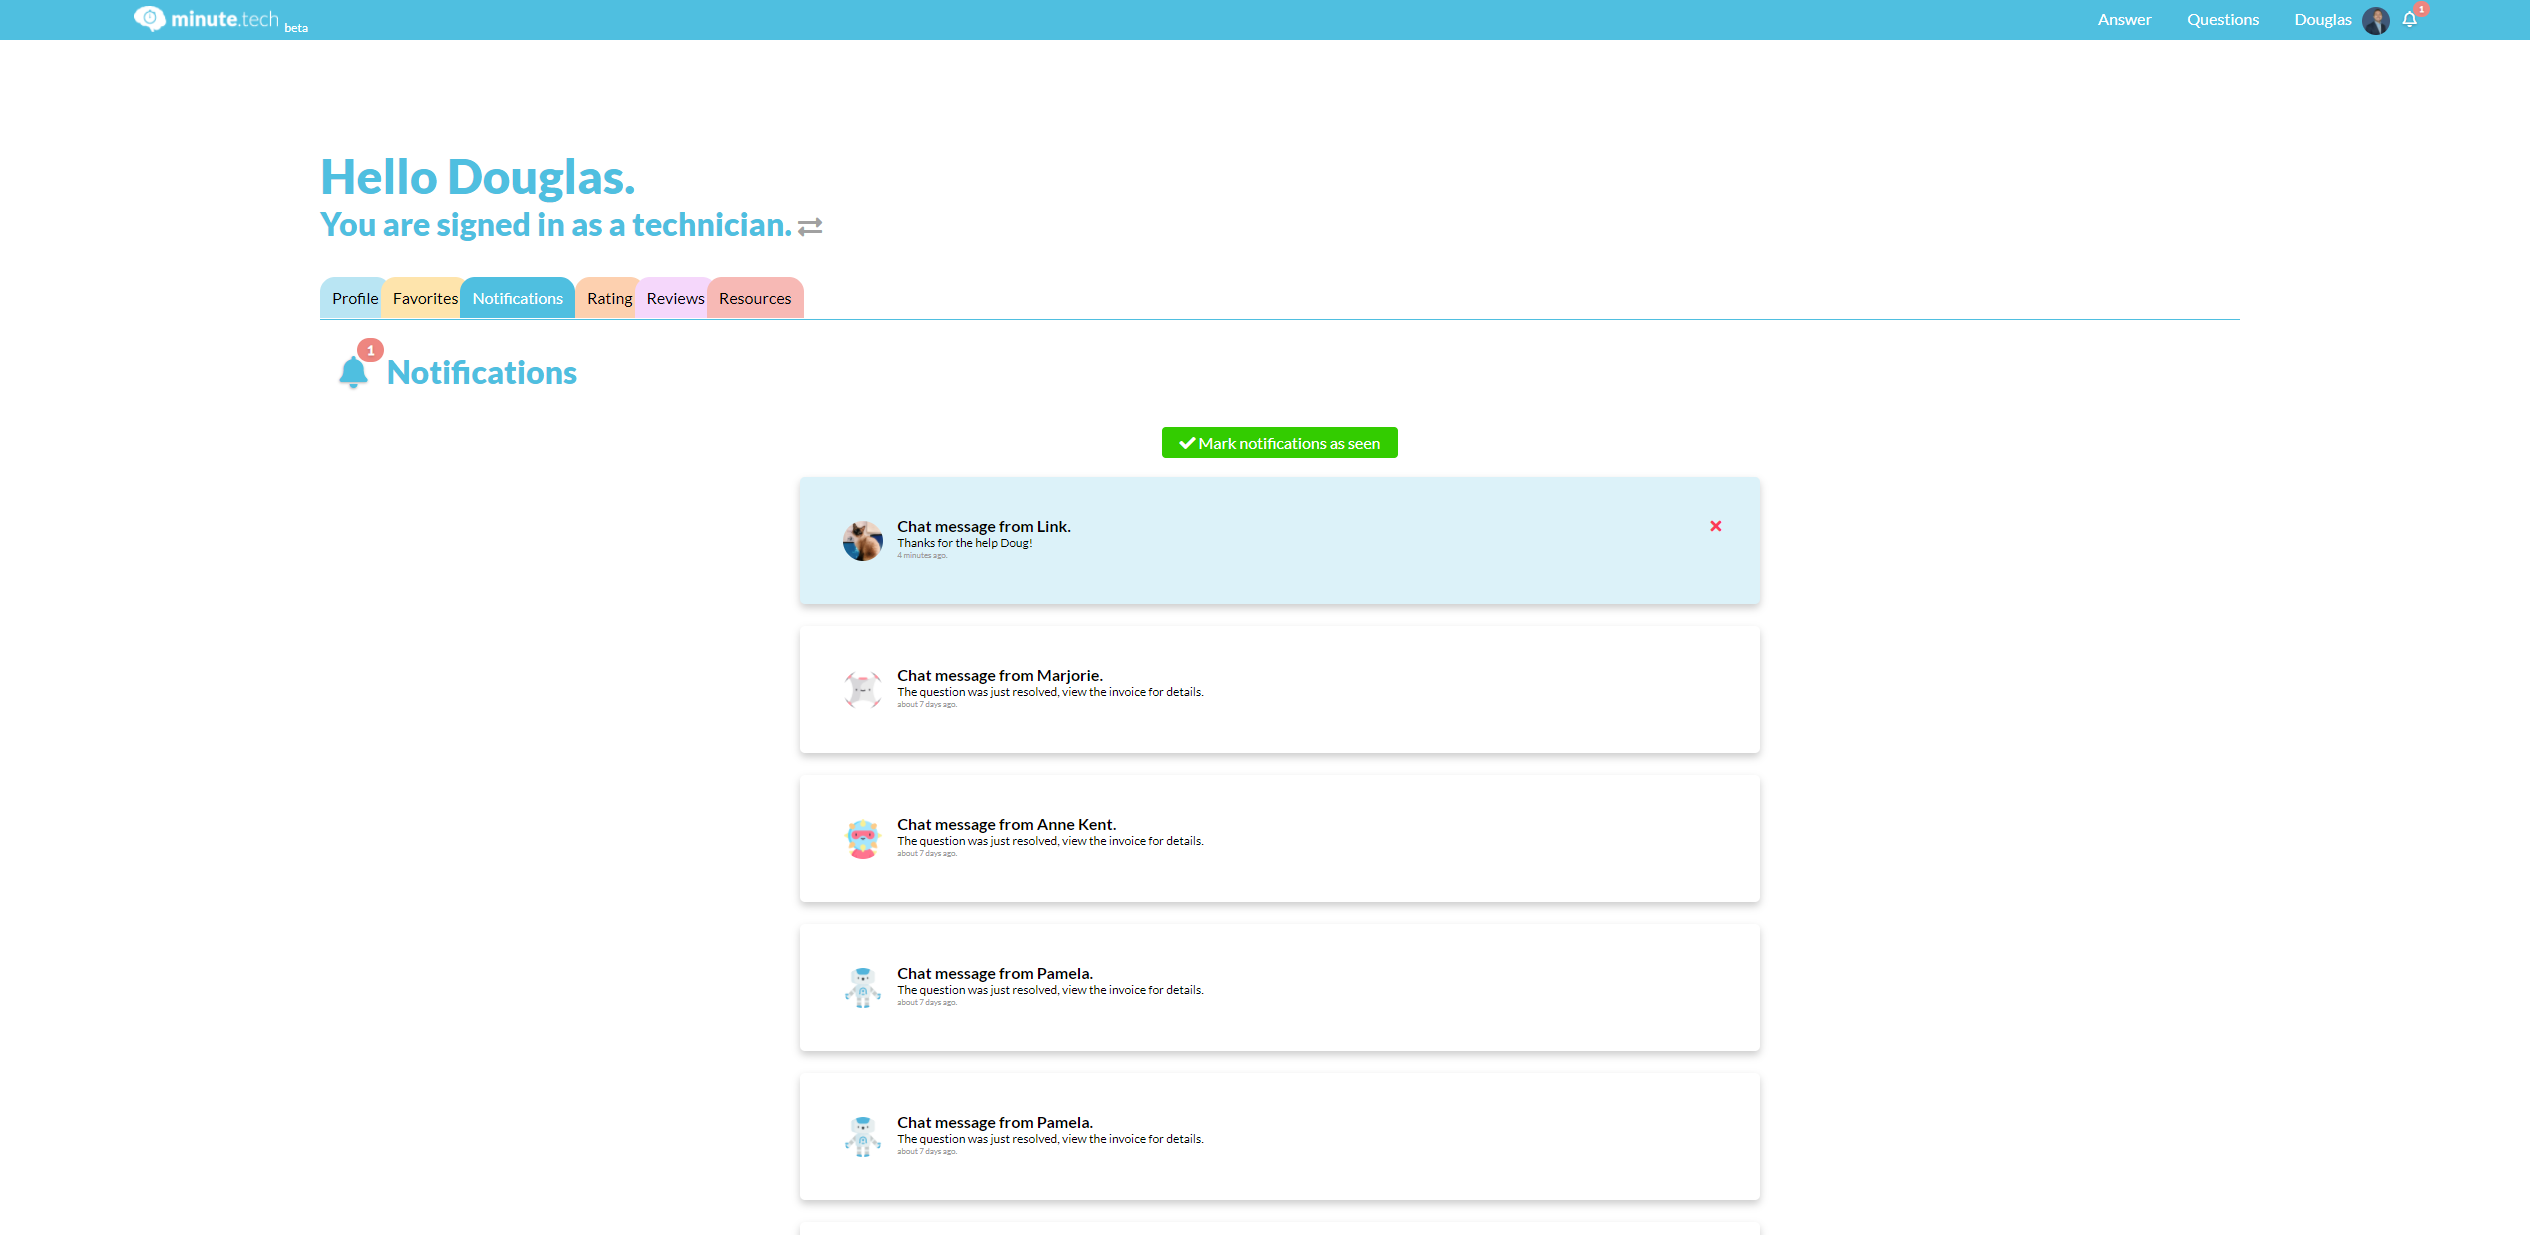 minute.tech beta
Answer Questions Douglas 1
Hello Douglas.
You are signed in as a technician.
Profile Favorites Notifications Rating Reviews Resources
1
Notifications
Mark notifications as seen
Chat message from Link.
Thanks for the help Doug!
4 minutes ago.
Chat message from Marjorie.
The question was just resolved, view the invoice for details.
about 7 days ago.
Chat message from Anne Kent.
The question was just resolved, view the invoice for details.
about 7 days ago.
Chat message from Pamela.
The question was just resolved, view the invoice for details.
about 7 days ago.
Chat message from Pamela.
The question was just resolved, view the invoice for details.
about 7 days ago.